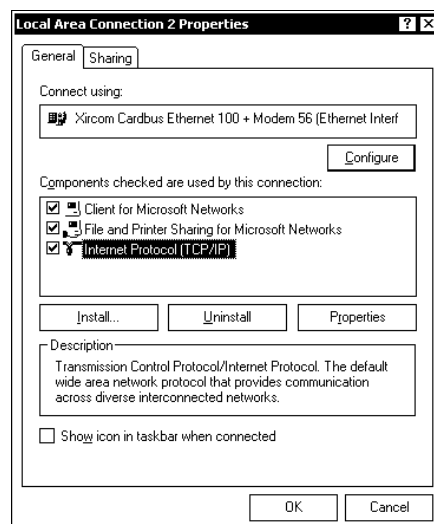 Local Area Connection 2 Properties
General Sharing
Connect using:
Xircom Cardbus Ethernet 100 + Modem 56 (Ethernet Interf
Configure
Components checked are used by this connection:
Client for Microsoft Networks
File and Printer Sharing for Microsoft Networks
Internet Protocol (TCP/IP)
Install... Uninstall Properties
Description
Transmission Control Protocol/Internet Protocol. The default
wide area network protocol that provides communication
across diverse interconnected networks.
Show icon in taskbar when connected
OK Cancel